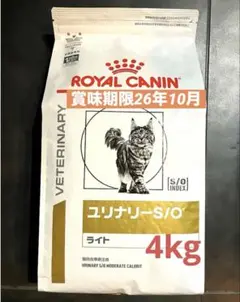 ROYAL CANIN
賞味期限26年10月
VETERINARY
S/O
INDEX
ユリナリーS/O
ライト
4kg
URINARY S/O MODERATE CALORIE